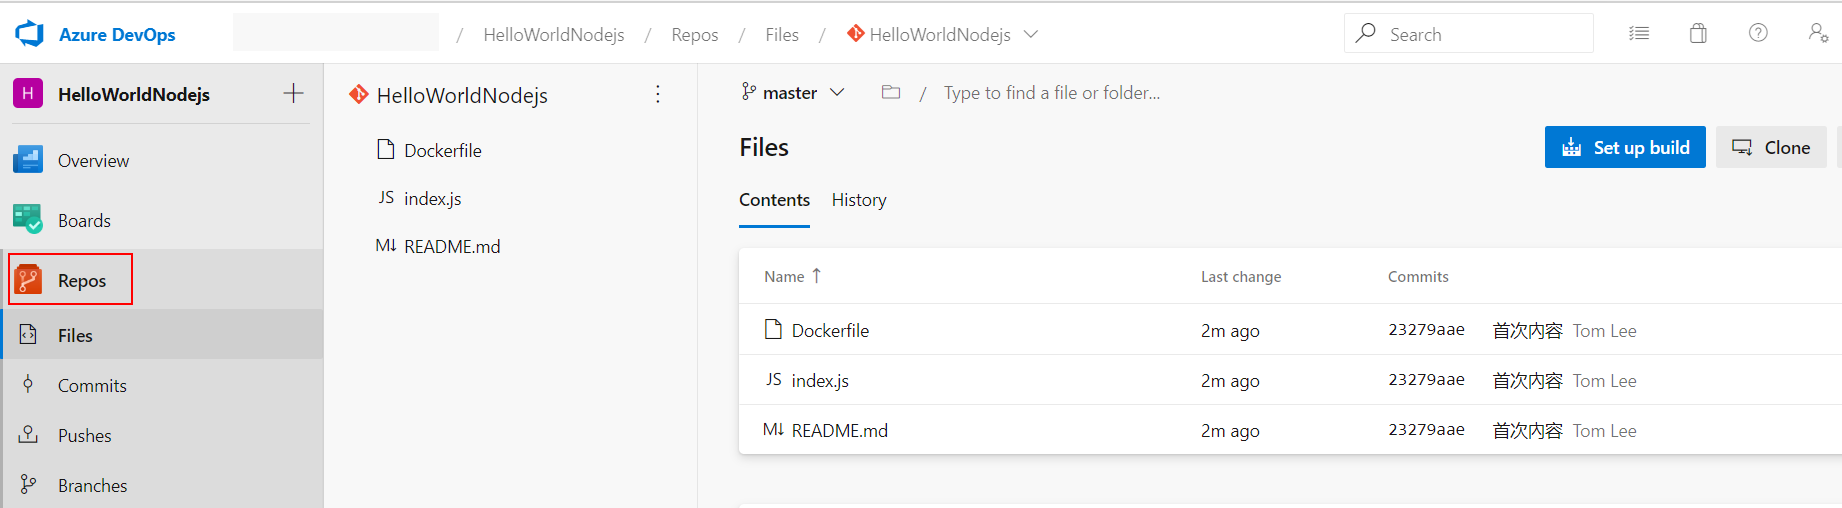 Azure DevOps / HelloWorldNodejs / Repos / Files / HelloWorldNodejs Search
H HelloWorldNodejs
Overview
Boards
Repos
Files
Commits
Pushes
Branches
HelloWorldNodejs
Dockerfile
JS index.js
M↓ README.md
master / Type to find a file or folder...
Files
Set up build Clone
Contents History
Name ↑ Last change Commits
Dockerfile 2m ago 23279aae 首次内容 Tom Lee
JS index.js 2m ago 23279aae 首次内容 Tom Lee
M↓ README.md 2m ago 23279aae 首次内容 Tom Lee